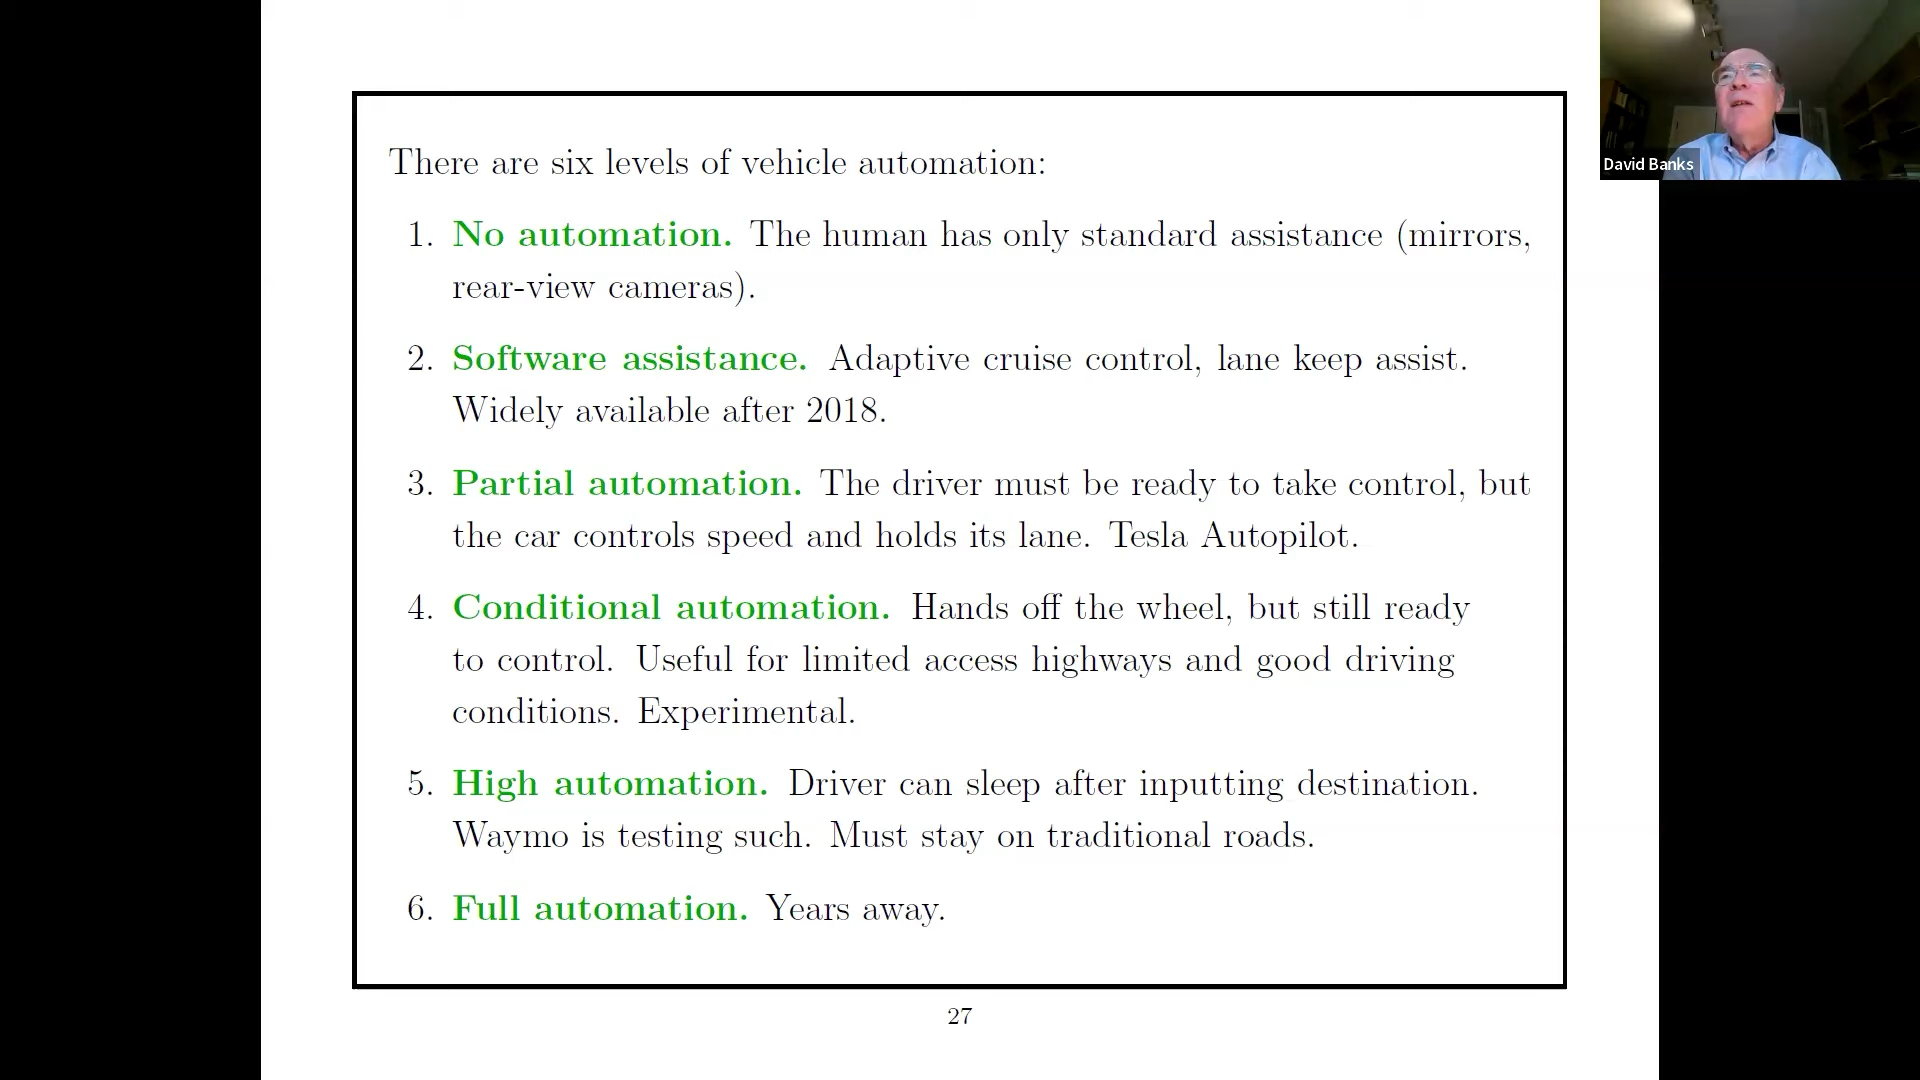 There are six levels of vehicle automation:
1. No automation. The human has only standard assistance (mirrors,
rear-view cameras).
2. Software assistance. Adaptive cruise control, lane keep assist.
Widely available after 2018.
3. Partial automation. The driver must be ready to take control, but
the car controls speed and holds its lane. Tesla Autopilot.
4. Conditional automation. Hands off the wheel, but still ready
to control. Useful for limited access highways and good driving
conditions. Experimental.
5. High automation. Driver can sleep after inputting destination.
Waymo is testing such. Must stay on traditional roads.
6. Full automation. Years away.
27
David Banks